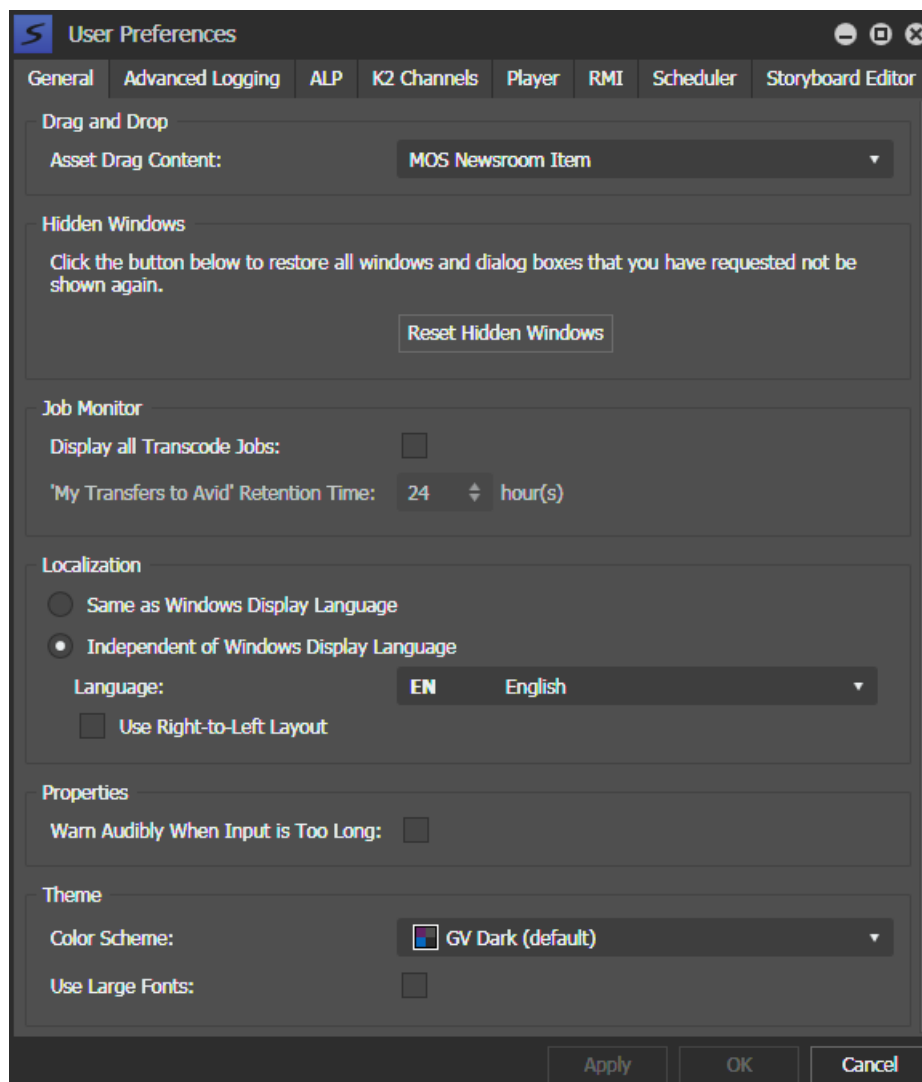 User Preferences
General Advanced Logging ALP K2 Channels Player RMI Scheduler Storyboard Editor
Drag and Drop
Asset Drag Content: MOS Newsroom Item
Hidden Windows
Click the button below to restore all windows and dialog boxes that you have requested not be
shown again.
Reset Hidden Windows
Job Monitor
Display all Transcode Jobs:
'My Transfers to Avid' Retention Time: 24 hour(s)
Localization
Same as Windows Display Language
Independent of Windows Display Language
Language: EN English
Use Right-to-Left Layout
Properties
Warn Audibly When Input is Too Long:
Theme
Color Scheme: GV Dark (default)
Use Large Fonts:
Apply OK Cancel